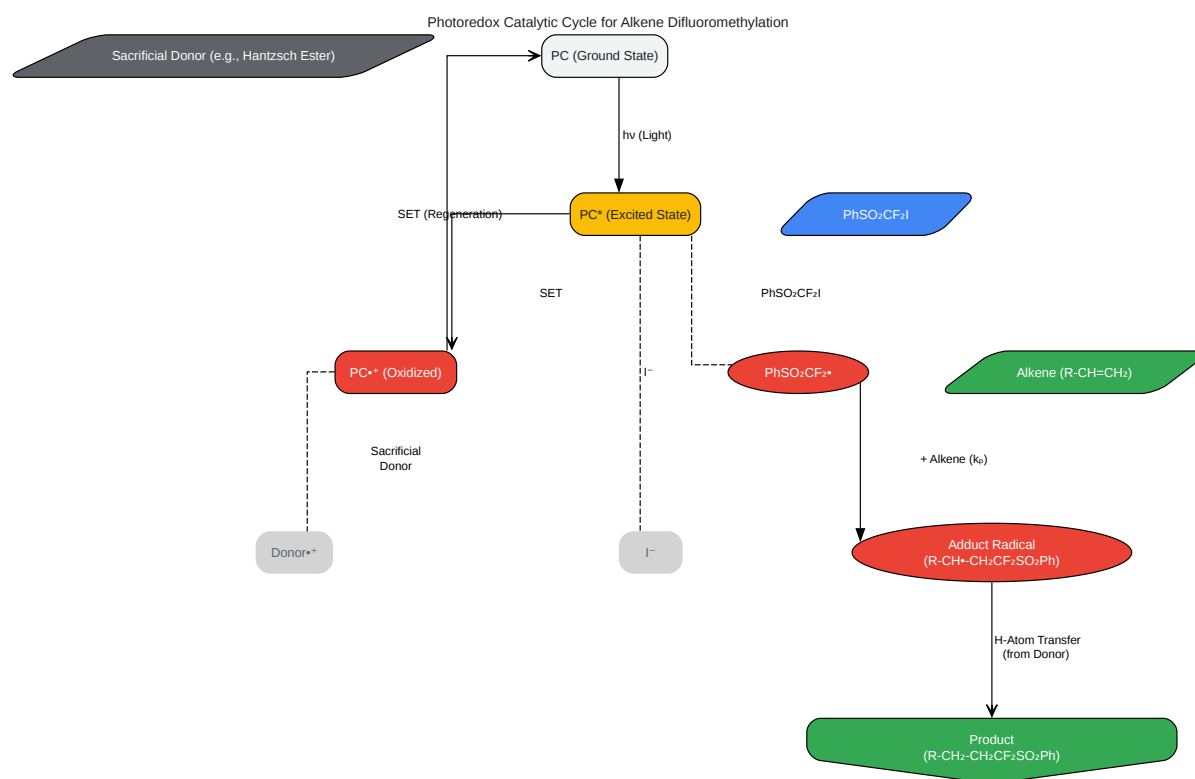 Photoredox Catalytic Cycle for Alkene Difluoromethylation
Sacrificial Donor (e.g., Hantzsch Ester)
PC (Ground State)
hν (Light)
SET (Regeneration)
PC* (Excited State)
PhSO₂CF₂I
SET
PhSO₂CF₂I
PC•⁺ (Oxidized)
I⁻
PhSO₂CF₂•
Alkene (R-CH=CH₂)
Sacrificial
Donor
+ Alkene (kₚ)
Donor•⁺
I⁻
Adduct Radical
(R-CH•-CH₂CF₂SO₂Ph)
H-Atom Transfer
(from Donor)
Product
(R-CH₂-CH₂CF₂SO₂Ph)